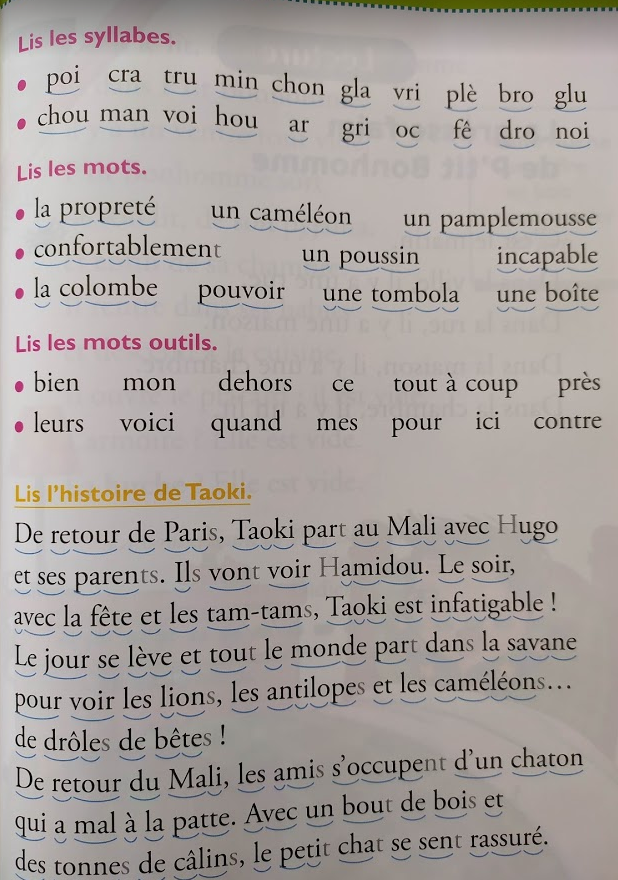 Lis les syllabes.
• poi cra tru min chon gla vri plè bro glu
• chou man voi hou ar gri oc fê dro noi
Lis les mots.
• la propreté un caméléon un pamplemousse
• confortablement un poussin incapable
• la colombe pouvoir une tombola une boîte
Lis les mots outils.
• bien mon dehors ce tout à coup près
• leurs voici quand mes pour ici contre
Lis l'histoire de Taoki.
De retour de Paris, Taoki part au Mali avec Hugo
et ses parents. Ils vont voir Hamidou. Le soir,
avec la fête et les tam-tams, Taoki est infatigable !
Le jour se lève et tout le monde part dans la savane
pour voir les lions, les antilopes et les caméléons...
de drôles de bêtes !
De retour du Mali, les amis s'occupent d'un chaton
qui a mal à la patte. Avec un bout de bois et
des tonnes de câlins, le petit chat se sent rassuré.